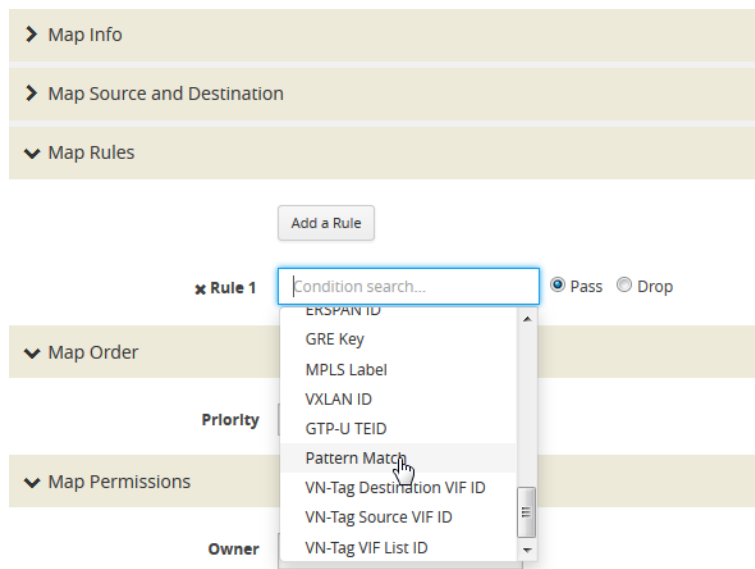 Map Info
Map Source and Destination
Map Rules
Add a Rule
x Rule 1 Condition search... Pass Drop
ERSPAN ID
GRE Key
MPLS Label
VXLAN ID
GTP-U TEID
Pattern Match
VN-Tag Destination VIF ID
VN-Tag Source VIF ID
VN-Tag VIF List ID
Map Order
Priority
Map Permissions
Owner